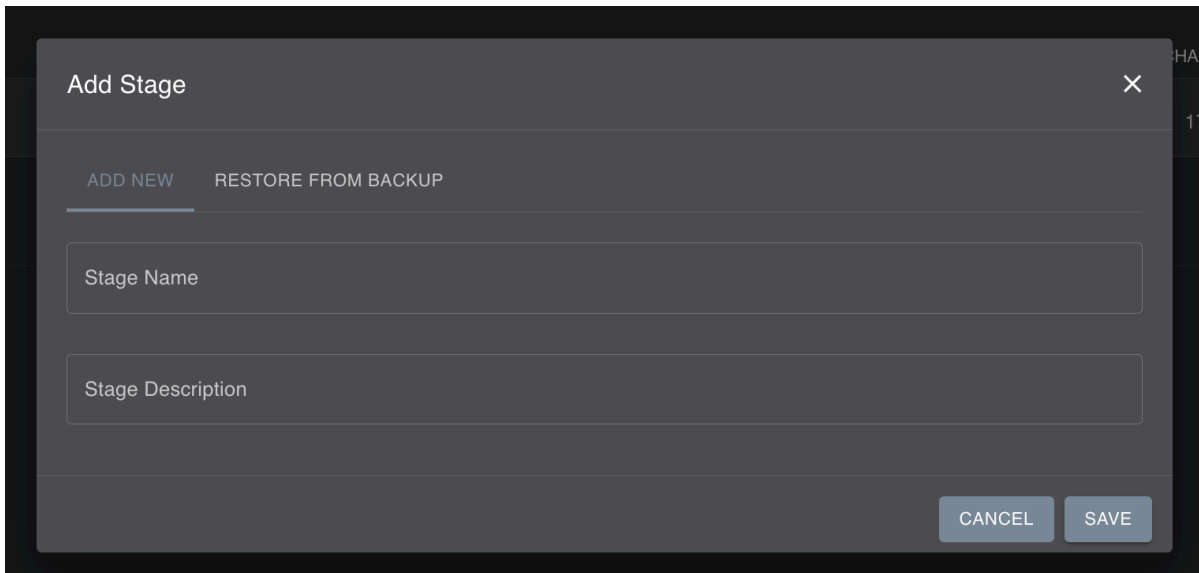 Add Stage
ADD NEW RESTORE FROM BACKUP
Stage Name
Stage Description
CANCEL SAVE